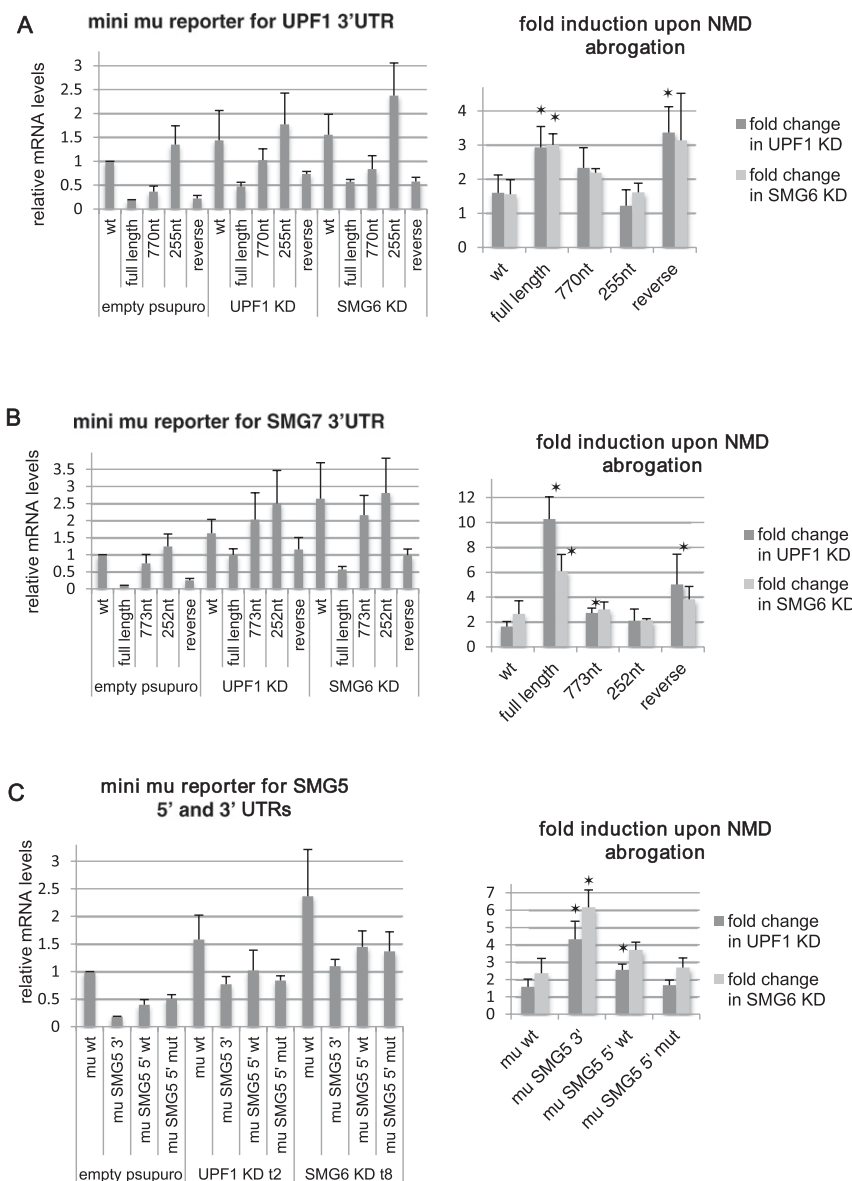 A
mini mu reporter for UPF1 3'UTR
relative mRNA levels
3
2.5
2
1.5
1
0.5
0
wt
full length
770nt
255nt
reverse
wt
full length
770nt
255nt
reverse
wt
full length
770nt
255nt
reverse
empty psupuro
UPF1 KD
SMG6 KD
fold induction upon NMD
abrogation
4
3
2
1
0
wt
full length
770nt
255nt
reverse
fold change
in UPF1 KD
fold change
in SMG6 KD
B
mini mu reporter for SMG7 3'UTR
relative mRNA levels
3.5
3
2.5
2
1.5
1
0.5
0
wt
full length
773nt
252nt
reverse
wt
full length
773nt
252nt
reverse
wt
full length
773nt
252nt
reverse
empty psupuro
UPF1 KD
SMG6 KD
fold induction upon NMD
abrogation
12
10
8
6
4
2
0
wt
full length
773nt
252nt
reverse
fold change
in UPF1 KD
fold change
in SMG6 KD
C
mini mu reporter for SMG5
5' and 3' UTRs
relative mRNA levels
3
2.5
2
1.5
1
0.5
0
mu wt
mu SMG5 3'
mu SMG5 5' wt
mu SMG5 5' mut
mu wt
mu SMG5 3'
mu SMG5 5' wt
mu SMG5 5' mut
mu wt
mu SMG5 3'
mu SMG5 5' wt
mu SMG5 5' mut
empty psupuro
UPF1 KD t2
SMG6 KD t8
fold induction upon NMD
abrogation
7
6
5
4
3
2
1
0
mu wt
mu SMG5 3'
mu SMG5 5' wt
mu SMG5 5' mut
fold change
in UPF1 KD
fold change
in SMG6 KD